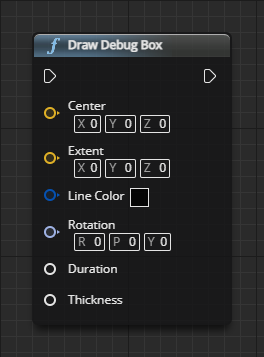 f Draw Debug Box
Center
X 0 Y 0 Z 0
Extent
X 0 Y 0 Z 0
Line Color
Rotation
R 0 P 0 Y 0
Duration
Thickness